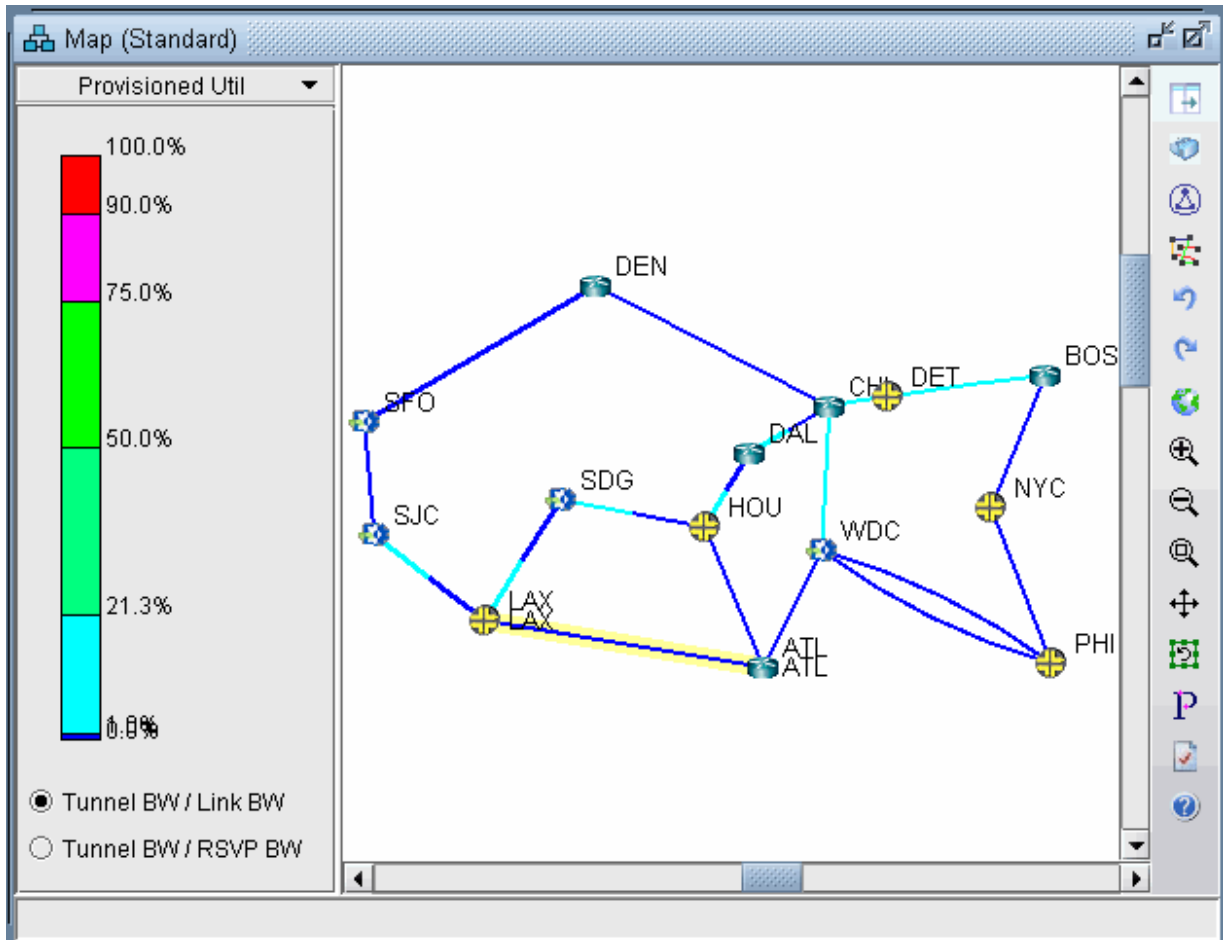 Map (Standard)
Provisioned Util
100.0%
90.0%
75.0%
50.0%
21.3%
Tunnel BW / Link BW
Tunnel BW / RSVP BW
DEN
BOS
DET
SFO
DAL
SDG
HOU
NYC
SJC
WDC
LAX
LAX
ATL
ATL
PHI
P